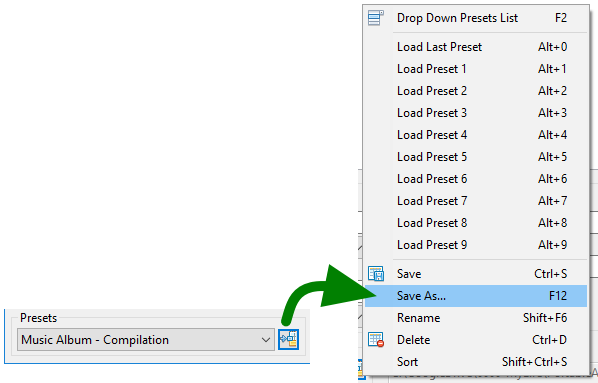 Drop Down Presets List F2
Load Last Preset Alt+0
Load Preset 1 Alt+1
Load Preset 2 Alt+2
Load Preset 3 Alt+3
Load Preset 4 Alt+4
Load Preset 5 Alt+5
Load Preset 6 Alt+6
Load Preset 7 Alt+7
Load Preset 8 Alt+8
Load Preset 9 Alt+9
Save Ctrl+S
Save As... F12
Rename Shift+F6
Delete Ctrl+D
Sort Shift+Ctrl+S
Presets
Music Album - Compilation